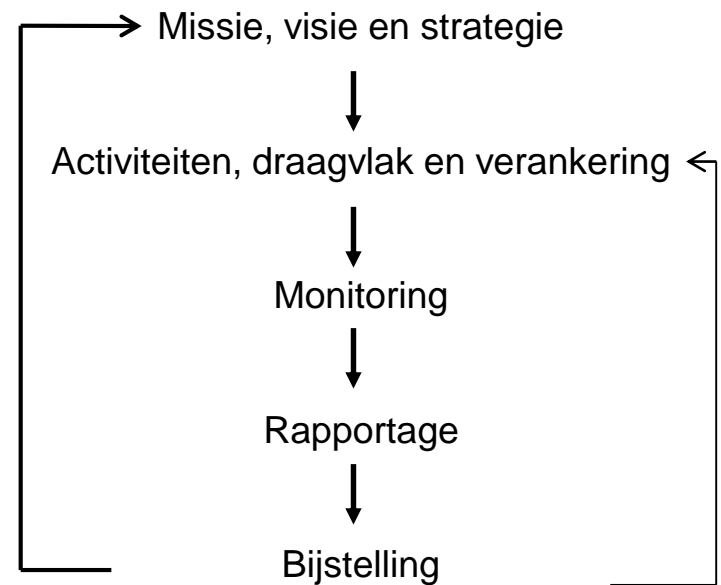 Missie, visie en strategie
Activiteiten, draagvlak en verankering
Monitoring
Rapportage
Bijstelling